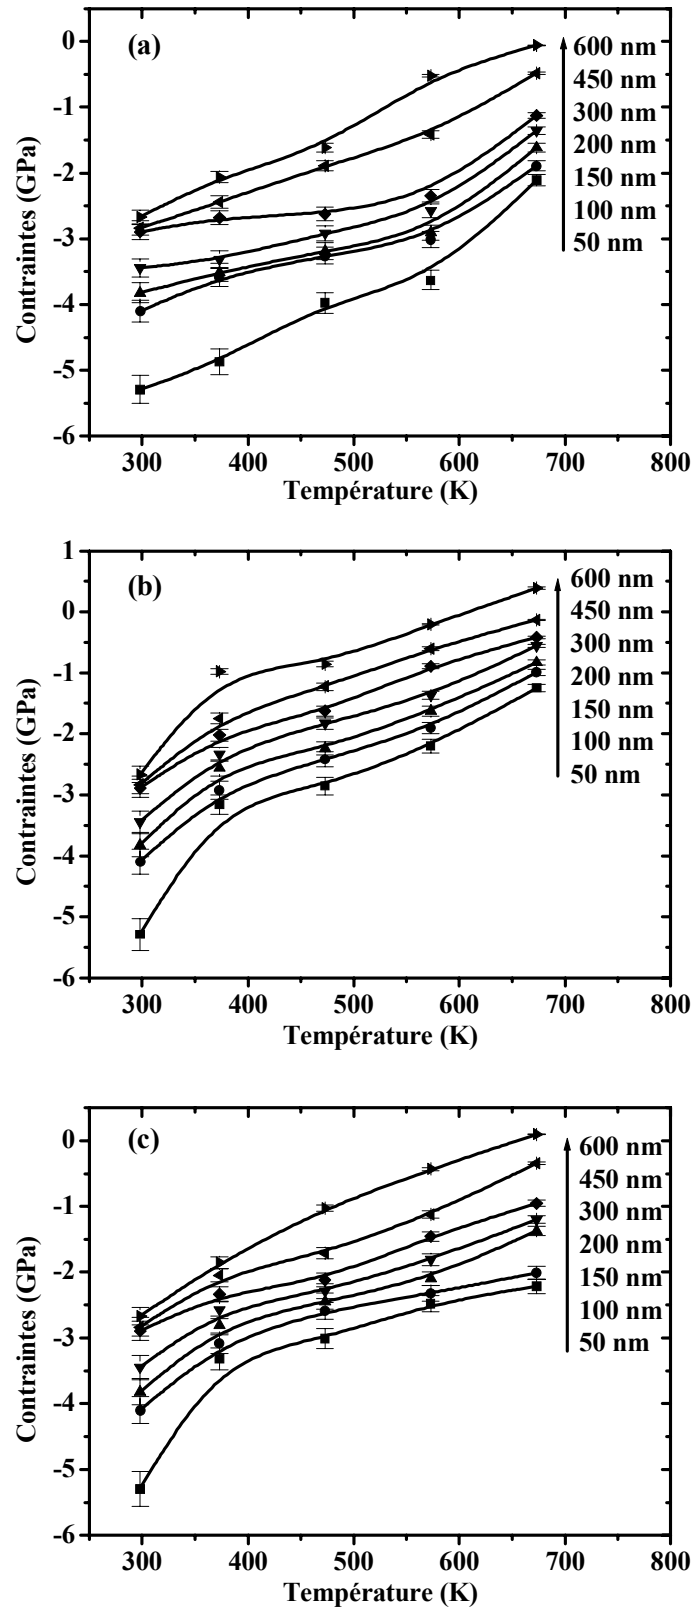 (a)
0
-1
-2
-3
-4
-5
-6
Contraintes (GPa)
600 nm
450 nm
300 nm
200 nm
150 nm
100 nm
50 nm
300 400 500 600 700 800
Température (K)
(b)
1
0
-1
-2
-3
-4
-5
-6
Contraintes (GPa)
600 nm
450 nm
300 nm
200 nm
150 nm
100 nm
50 nm
300 400 500 600 700 800
Température (K)
(c)
0
-1
-2
-3
-4
-5
-6
Contraintes (GPa)
600 nm
450 nm
300 nm
200 nm
150 nm
100 nm
50 nm
300 400 500 600 700 800
Température (K)